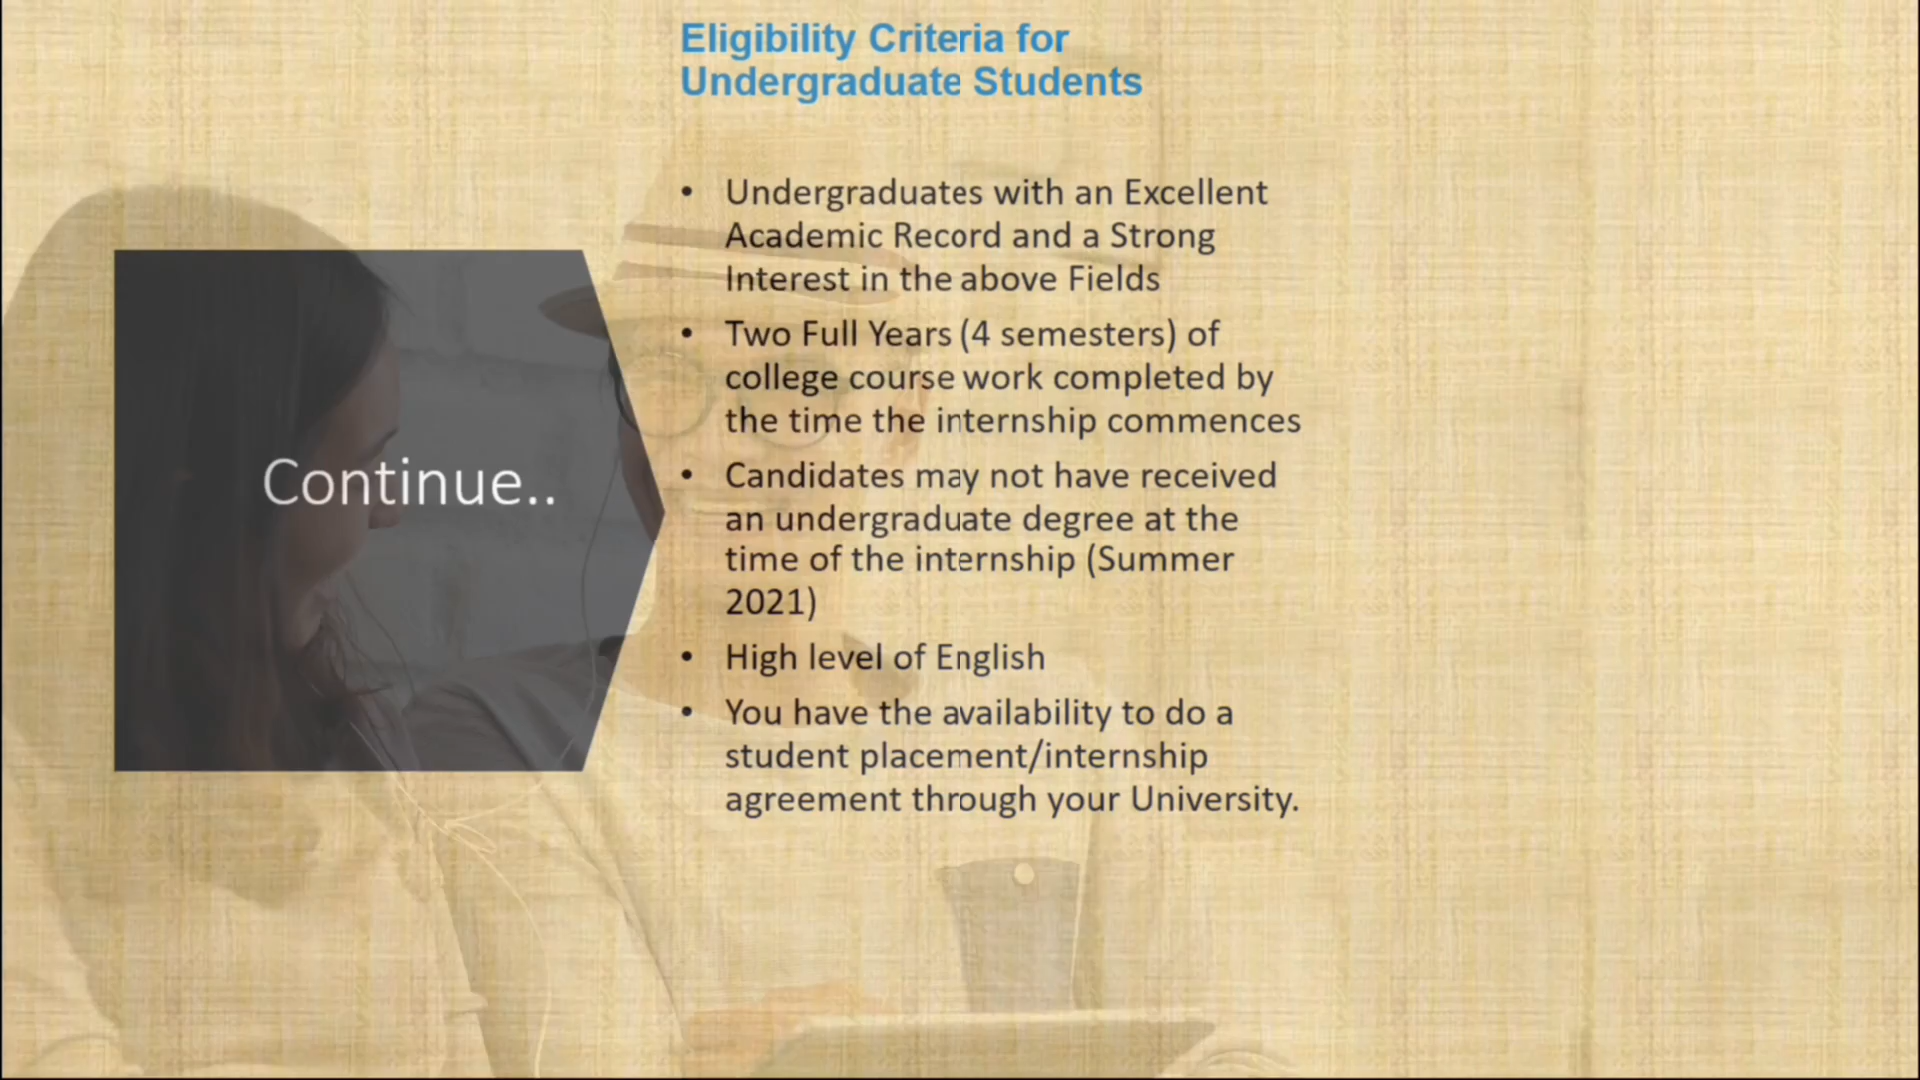 Eligibility Criteria for
Undergraduate Students
• Undergraduates with an Excellent
Academic Record and a Strong
Interest in the above Fields
• Two Full Years (4 semesters) of
college course work completed by
the time the internship commences
• Candidates may not have received
an undergraduate degree at the
time of the internship (Summer
2021)
• High level of English
• You have the availability to do a
student placement/internship
agreement through your University.
Continue..